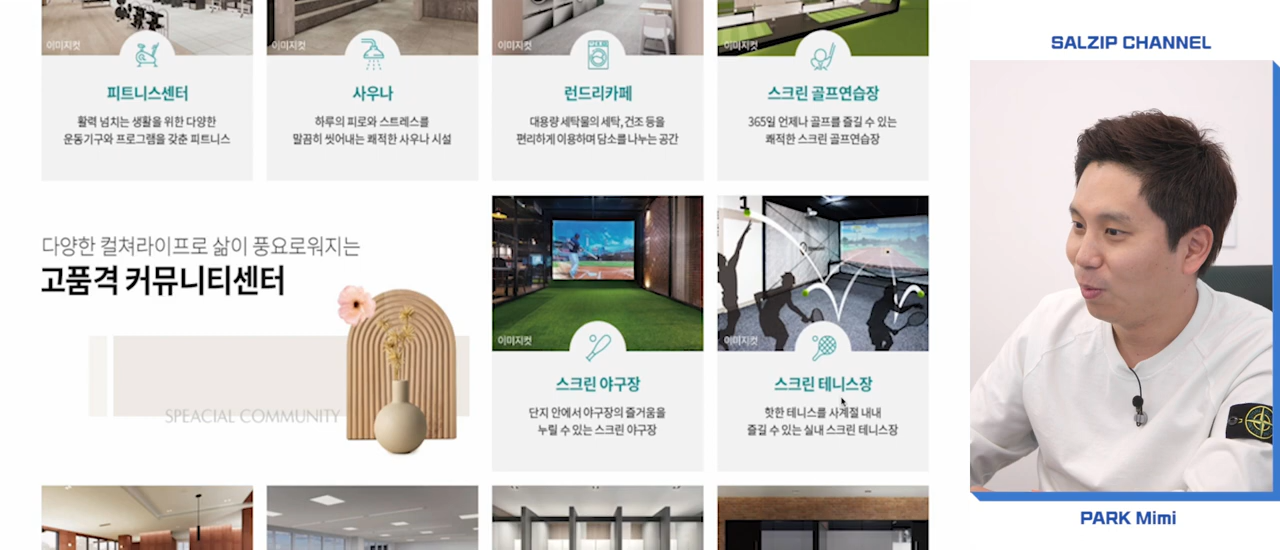 SALZIP CHANNEL
이미지컷
이미지컷
이미지컷
이미지컷
피트니스센터
사우나
런드리카페
스크린 골프연습장
활력 넘치는 생활을 위한 다양한
운동기구와 프로그램을 갖춘 피트니스
하루의 피로와 스트레스를
말끔히 씻어내는 쾌적한 사우나 시설
대용량 세탁물의 세탁,건조 등을
편리하게 이용하며 담소를 나누는 공간
365일 언제나 골프를 즐길 수 있는
쾌적한 스크린 골프연습장
다양한 컬쳐라이프로 삶이 풍요로워지는
고품격 커뮤니티센터
SPEACIAL COMMUNITY
1
이미지컷
이미지컷
스크린 야구장
스크린 테니스장
단지 안에서 야구장의 즐거움을
누릴 수 있는 스크린 야구장
핫한 테니스를 사계절 내내
즐길 수 있는 실내 스크린 테니스장
PARK Mimi